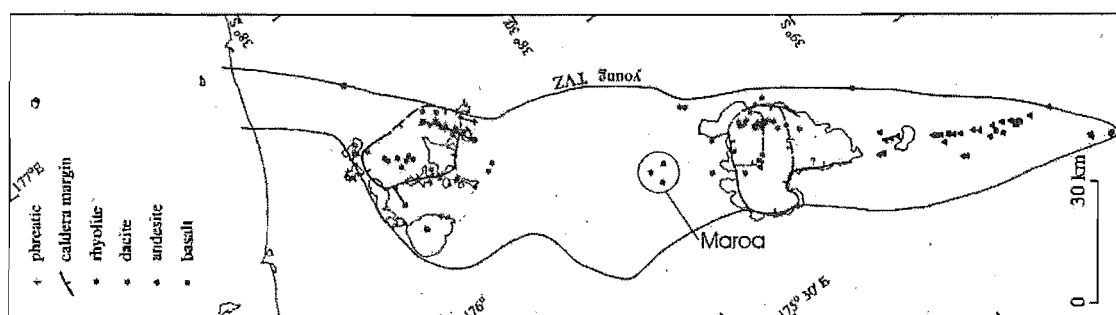 177°E
phreatic
caldera margin
rhyolite
dacite
andesite
basalt
38°S
38° 30'
39°S
young TVZ
Maroa
176°
175° 30' E
30 km
0
?